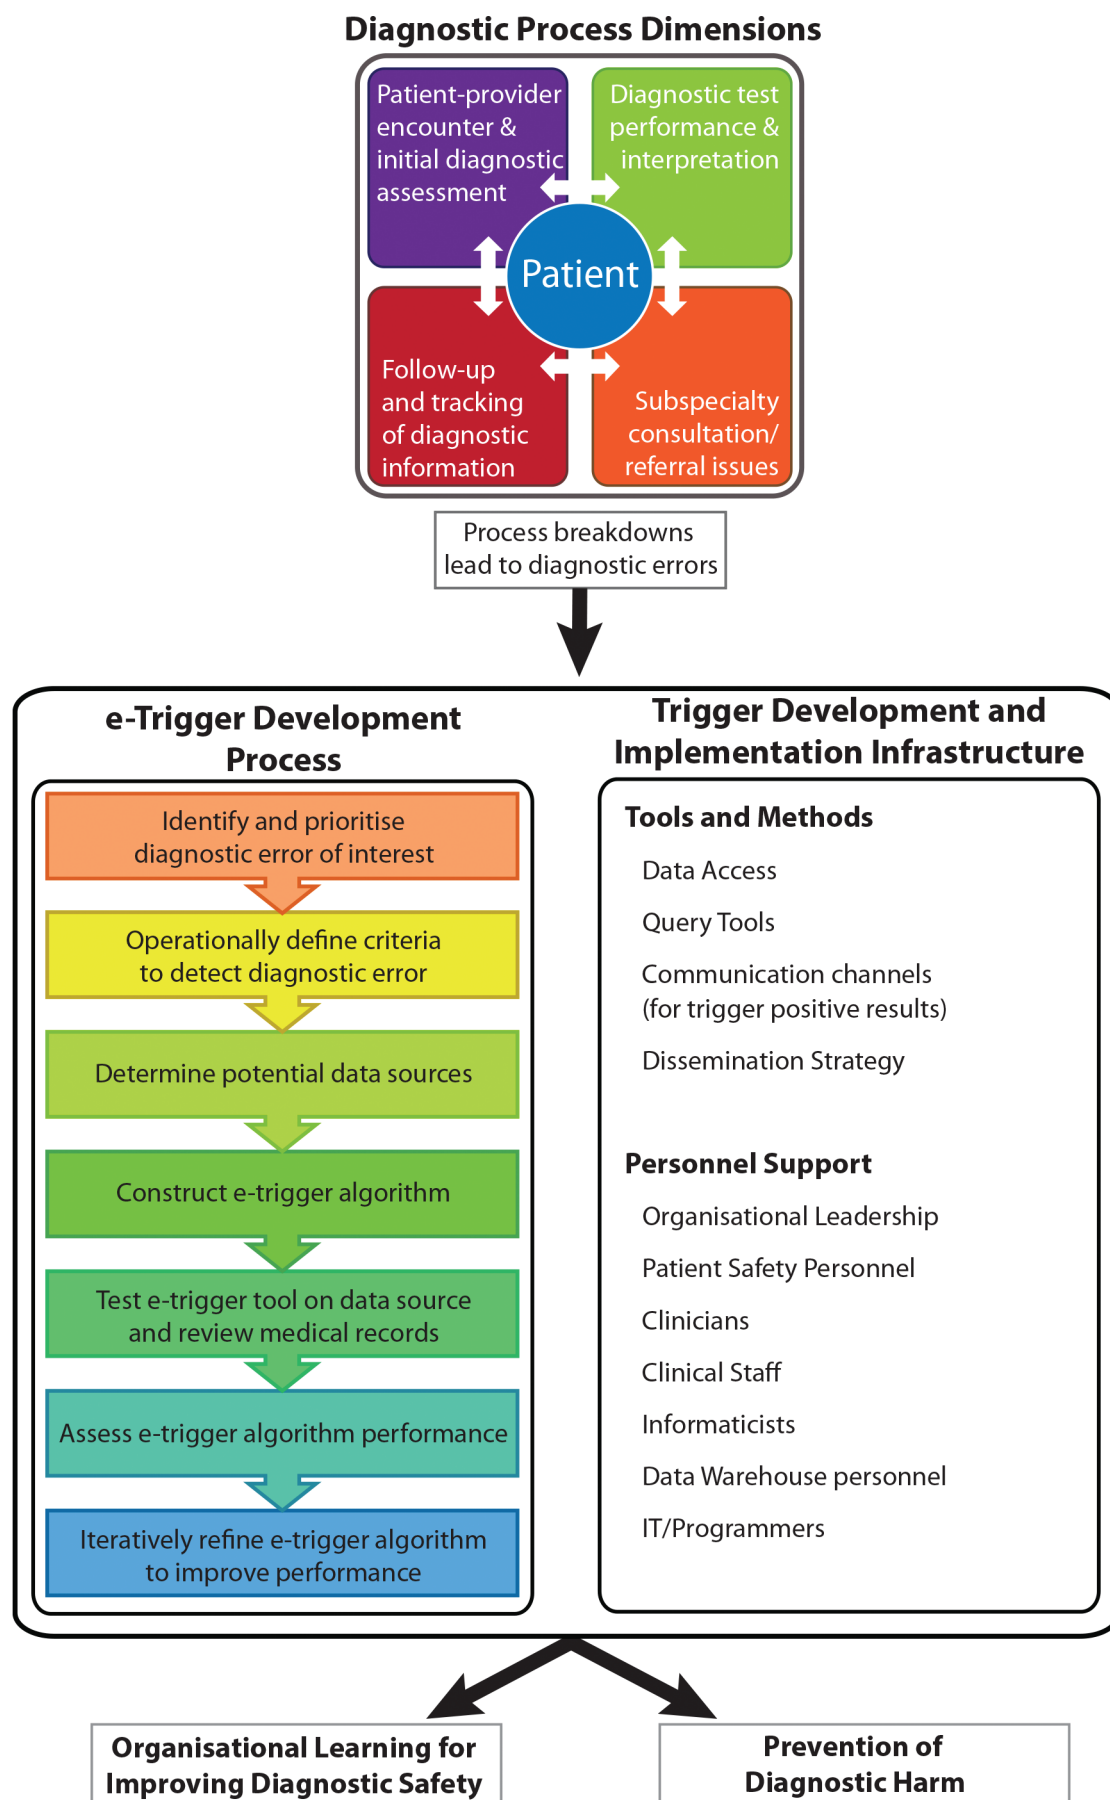 Diagnostic Process Dimensions
Patient-provider
encounter &
initial diagnostic
assessment
Diagnostic test
performance &
interpretation
Patient
Follow-up
and tracking
of diagnostic
information
Subspecialty
consultation/
referral issues
Process breakdowns
lead to diagnostic errors
e-Trigger Development
Process
Identify and prioritise
diagnostic error of interest
Operationally define criteria
to detect diagnostic error
Determine potential data sources
Construct e-trigger algorithm
Test e-trigger tool on data source
and review medical records
Assess e-trigger algorithm performance
Iteratively refine e-trigger algorithm
to improve performance
Trigger Development and
Implementation Infrastructure
Tools and Methods
Data Access
Query Tools
Communication channels
(for trigger positive results)
Dissemination Strategy
Personnel Support
Organisational Leadership
Patient Safety Personnel
Clinicians
Clinical Staff
Informaticists
Data Warehouse personnel
IT/Programmers
Organisational Learning for
Improving Diagnostic Safety
Prevention of
Diagnostic Harm